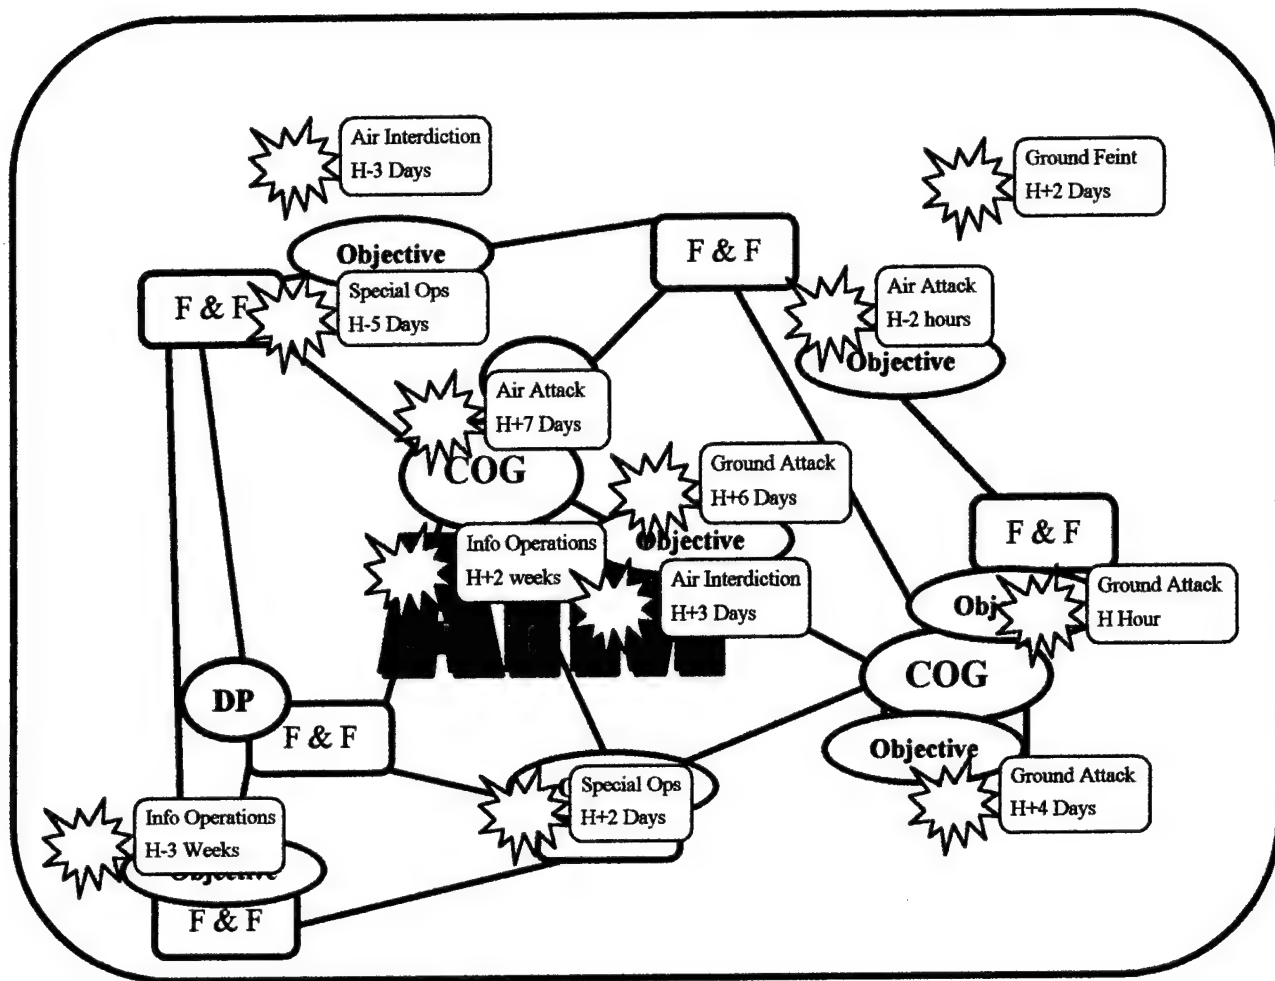 Air Interdiction
H-3 Days
Ground Feint
H+2 Days
Objective
F & F
F & F
Special Ops
H-5 Days
Air Attack
H-2 hours
Objective
Air Attack
H+7 Days
COG
Ground Attack
H+6 Days
Objective
F & F
Info Operations
H+2 weeks
Air Interdiction
H+3 Days
Ground Attack
H Hour
COG
DP
F & F
Objective
Ground Attack
H+4 Days
Special Ops
H+2 Days
Info Operations
H-3 Weeks
Objective
F & F